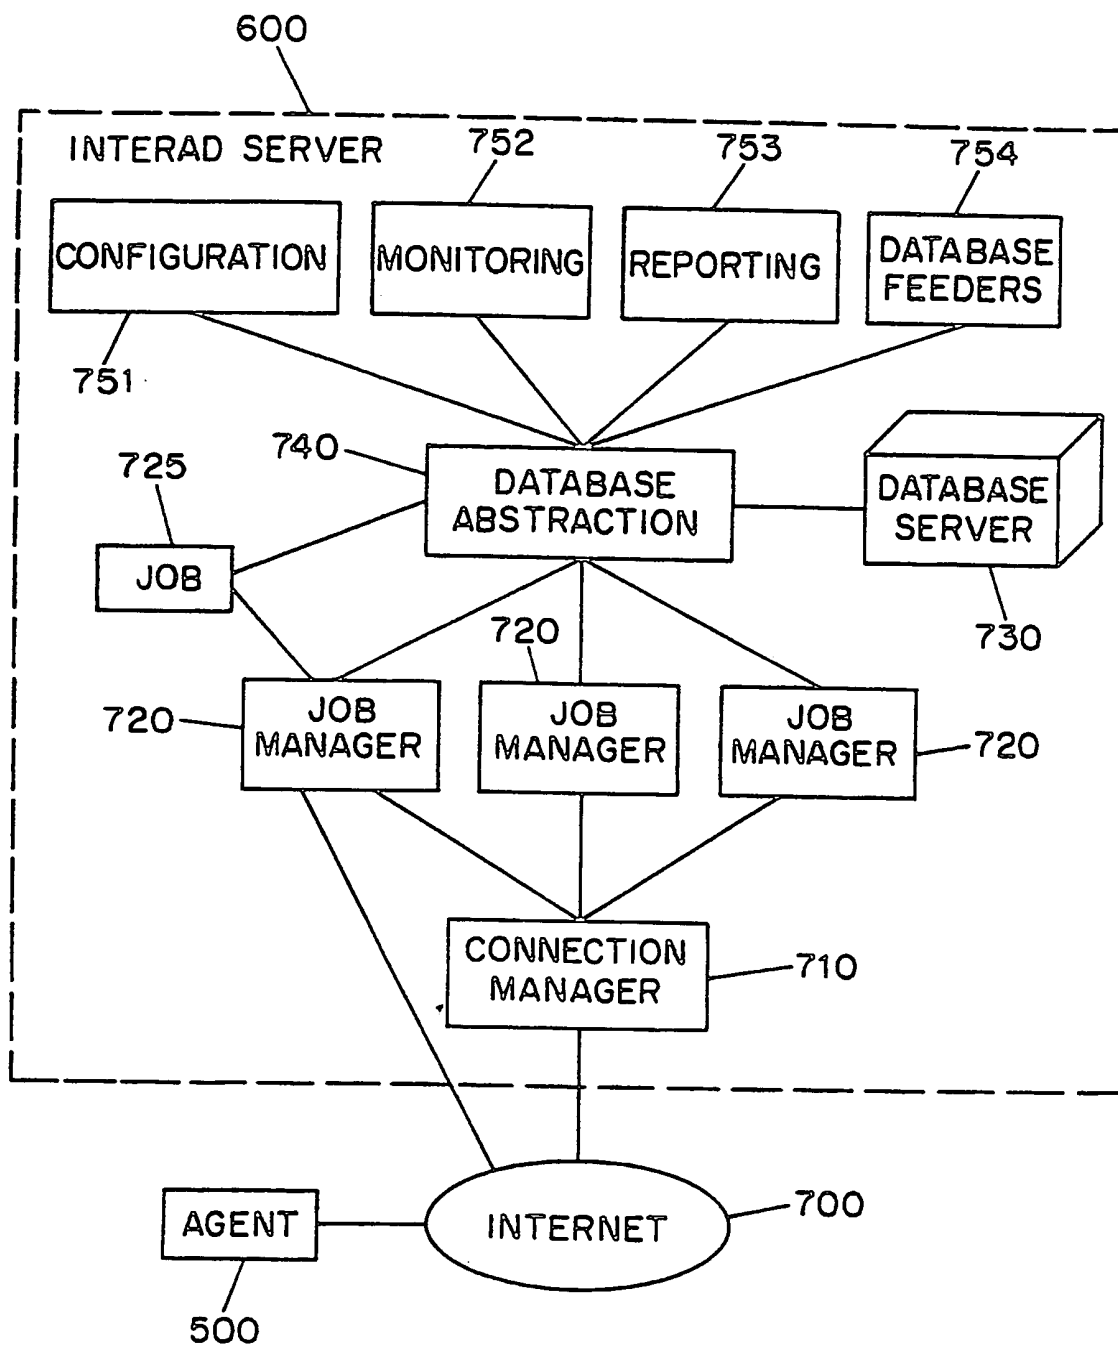 600
INTERAD SERVER
752
753
754
CONFIGURATION
MONITORING
REPORTING
DATABASE
FEEDERS
751
740
725
DATABASE
ABSTRACTION
DATABASE
SERVER
JOB
730
720
720
JOB
MANAGER
JOB
MANAGER
JOB
MANAGER
720
CONNECTION
MANAGER
710
AGENT
INTERNET
700
500